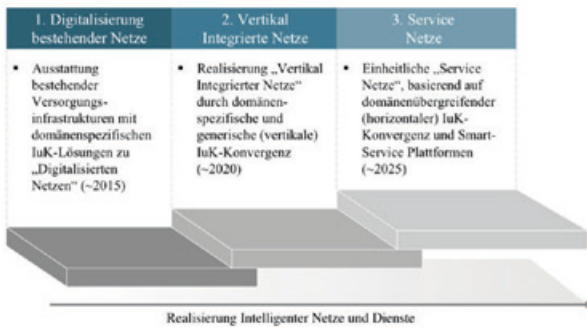 1. Digitalisierung
bestehender Netze
▪ Ausstattung
bestehender
Versorgungs-
infrastrukturen mit
domänenspezifischen
IuK-Lösungen zu
„Digitalisierten
Netzen“ (~2015)
2. Vertikal
Integrierte Netze
▪ Realisierung „Vertikal
Integrierter Netze“
durch domänen-
spezifische und
generische (vertikale)
IuK-Konvergenz
(~2020)
3. Service
Netze
▪ Einheitliche „Service
Netze“, basierend auf
domänenübergreifender
(horizontaler) IuK-
Konvergenz und Smart-
Service Plattformen
(~2025)
Realisierung Intelligenter Netze und Dienste